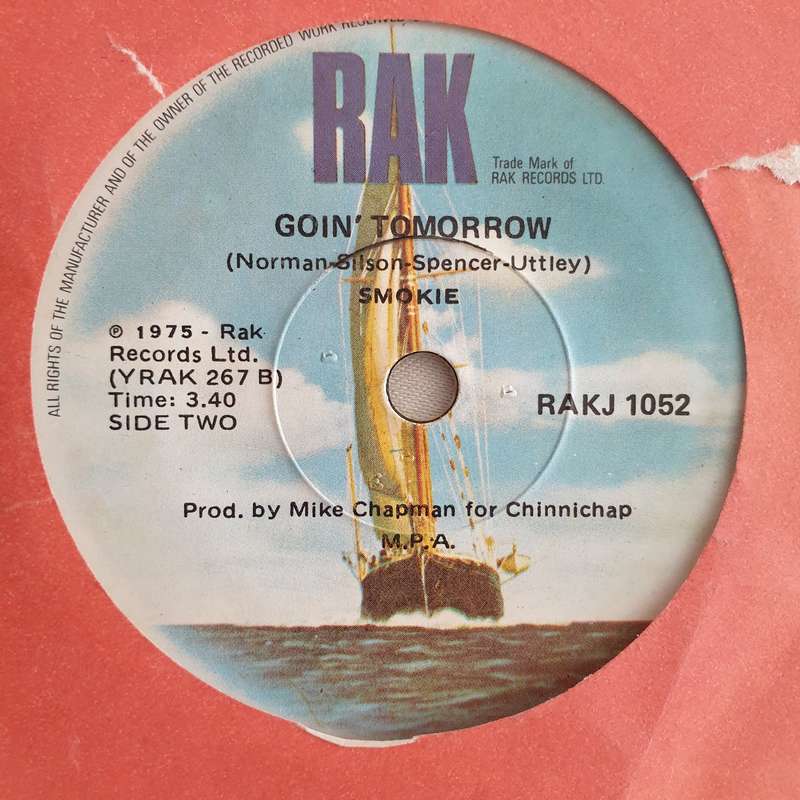 ALL RIGHTS OF THE MANUFACTURER AND OF THE OWNER OF THE RECORDED WORK RESERVED
RAK
Trade Mark of
RAK RECORDS LTD.
GOIN' TOMORROW
(Norman-Silson-Spencer-Uttley)
SMOKIE
℗ 1975 - Rak
Records Ltd.
(YRAK 267 B)
Time: 3.40
SIDE TWO
RAKJ 1052
Prod. by Mike Chapman for Chinnichap
M.P.A.